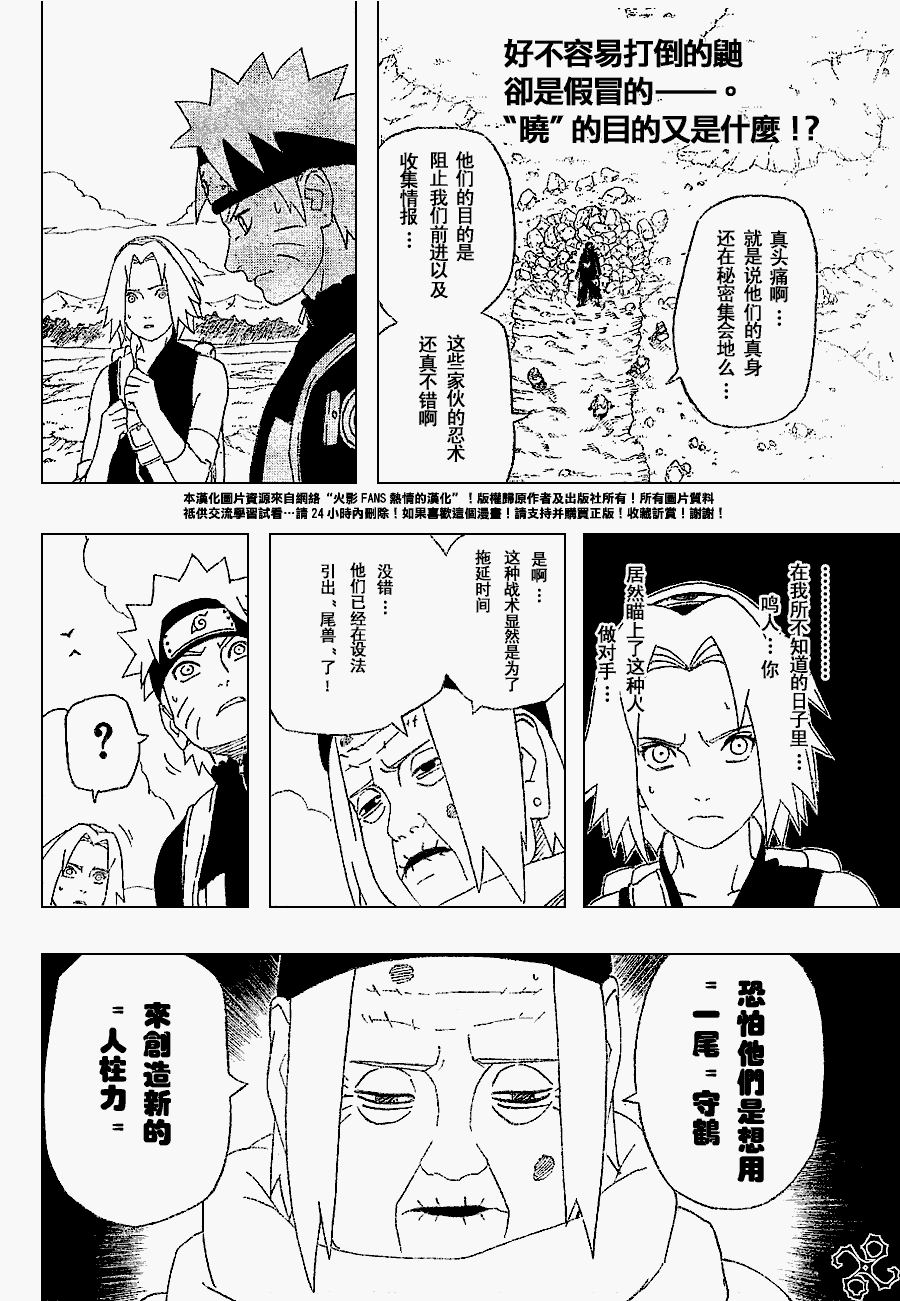 好不容易打倒的鼬
卻是假冒的——。
“曉”的目的又是什麼！？
真头痛啊…
就是说他们的真身
还在秘密集会地么…
他们的目的是
阻止我们前进以及
收集情报…
这些家伙的忍术
还真不错啊
本漢化圖片資源來自網絡“火影FANS熱情的漢化”！版權歸原作者及出版社所有！所有圖片資料
祇供交流學習試看…請24小時內刪除！如果喜歡這個漫畫！請支持并購買正版！收藏訢賞！謝謝！
………………
在我所不知道的日子里…
鸣人…你
居然瞄上了这种人
做对手…
是啊…
这种战术显然是为了
拖延时间
没错…
他们已经在设法
引出“尾兽”了！
？
恐怕他們是想用
“一尾”守鶴
來創造新的
“人柱力”